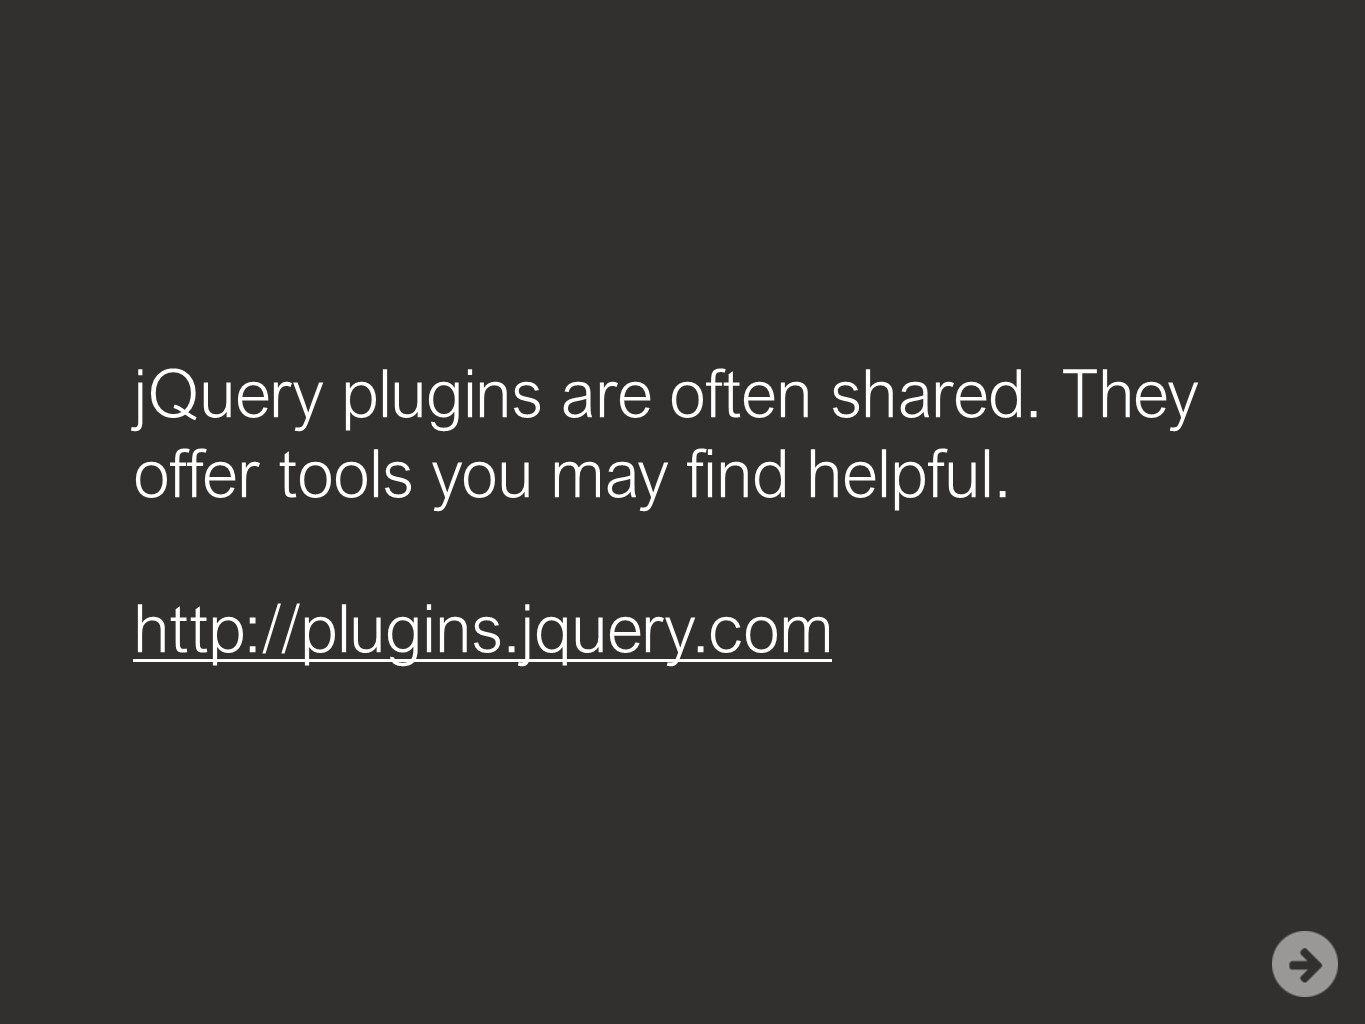 jQuery plugins are often shared. They
offer tools you may find helpful.
http://plugins.jquery.com